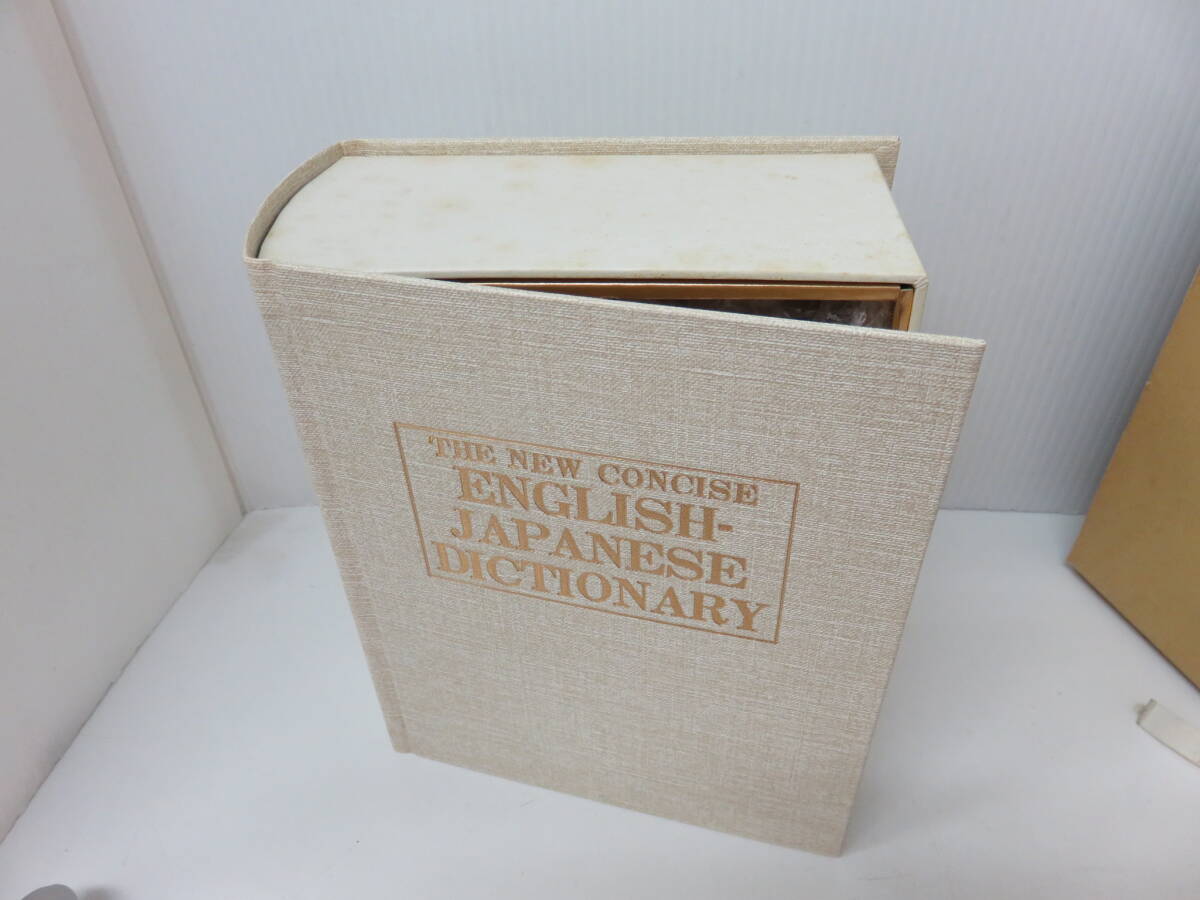 THE NEW CONCISE
ENGLISH-
JAPANESE
DICTIONARY